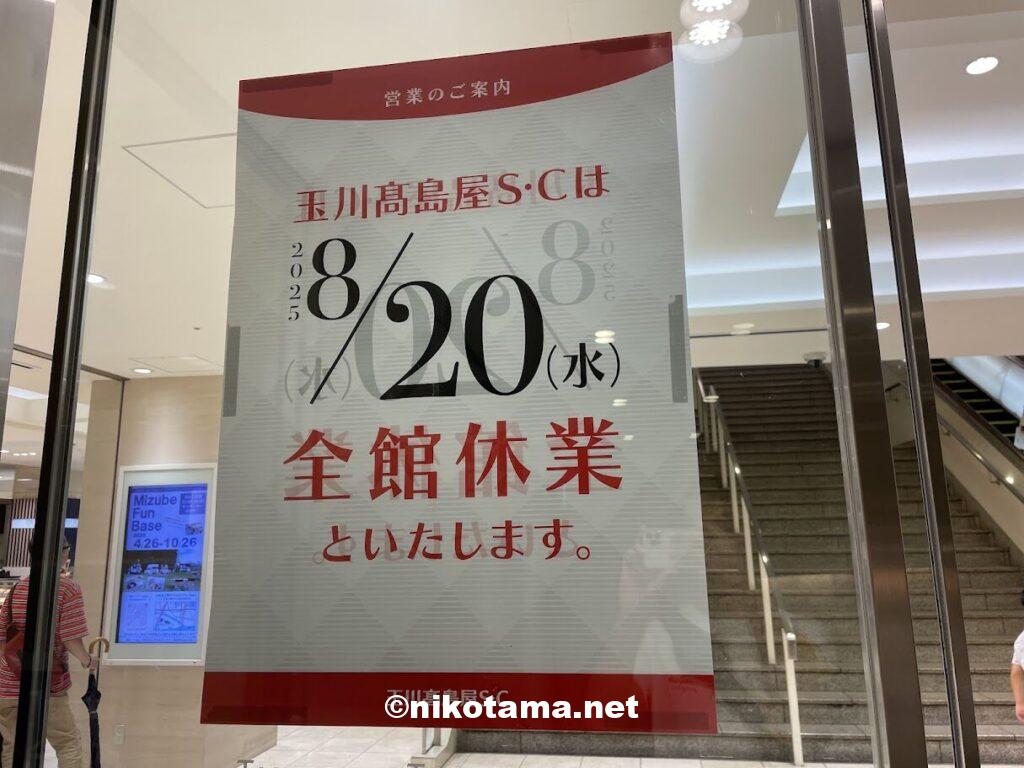 営業のご案内
玉川髙島屋S・Cは
2025
8/20(水)
全館休業
といたします。
玉川髙島屋S・C
©nikotama.net
Mizube
Fun
Base
4.26-10.26